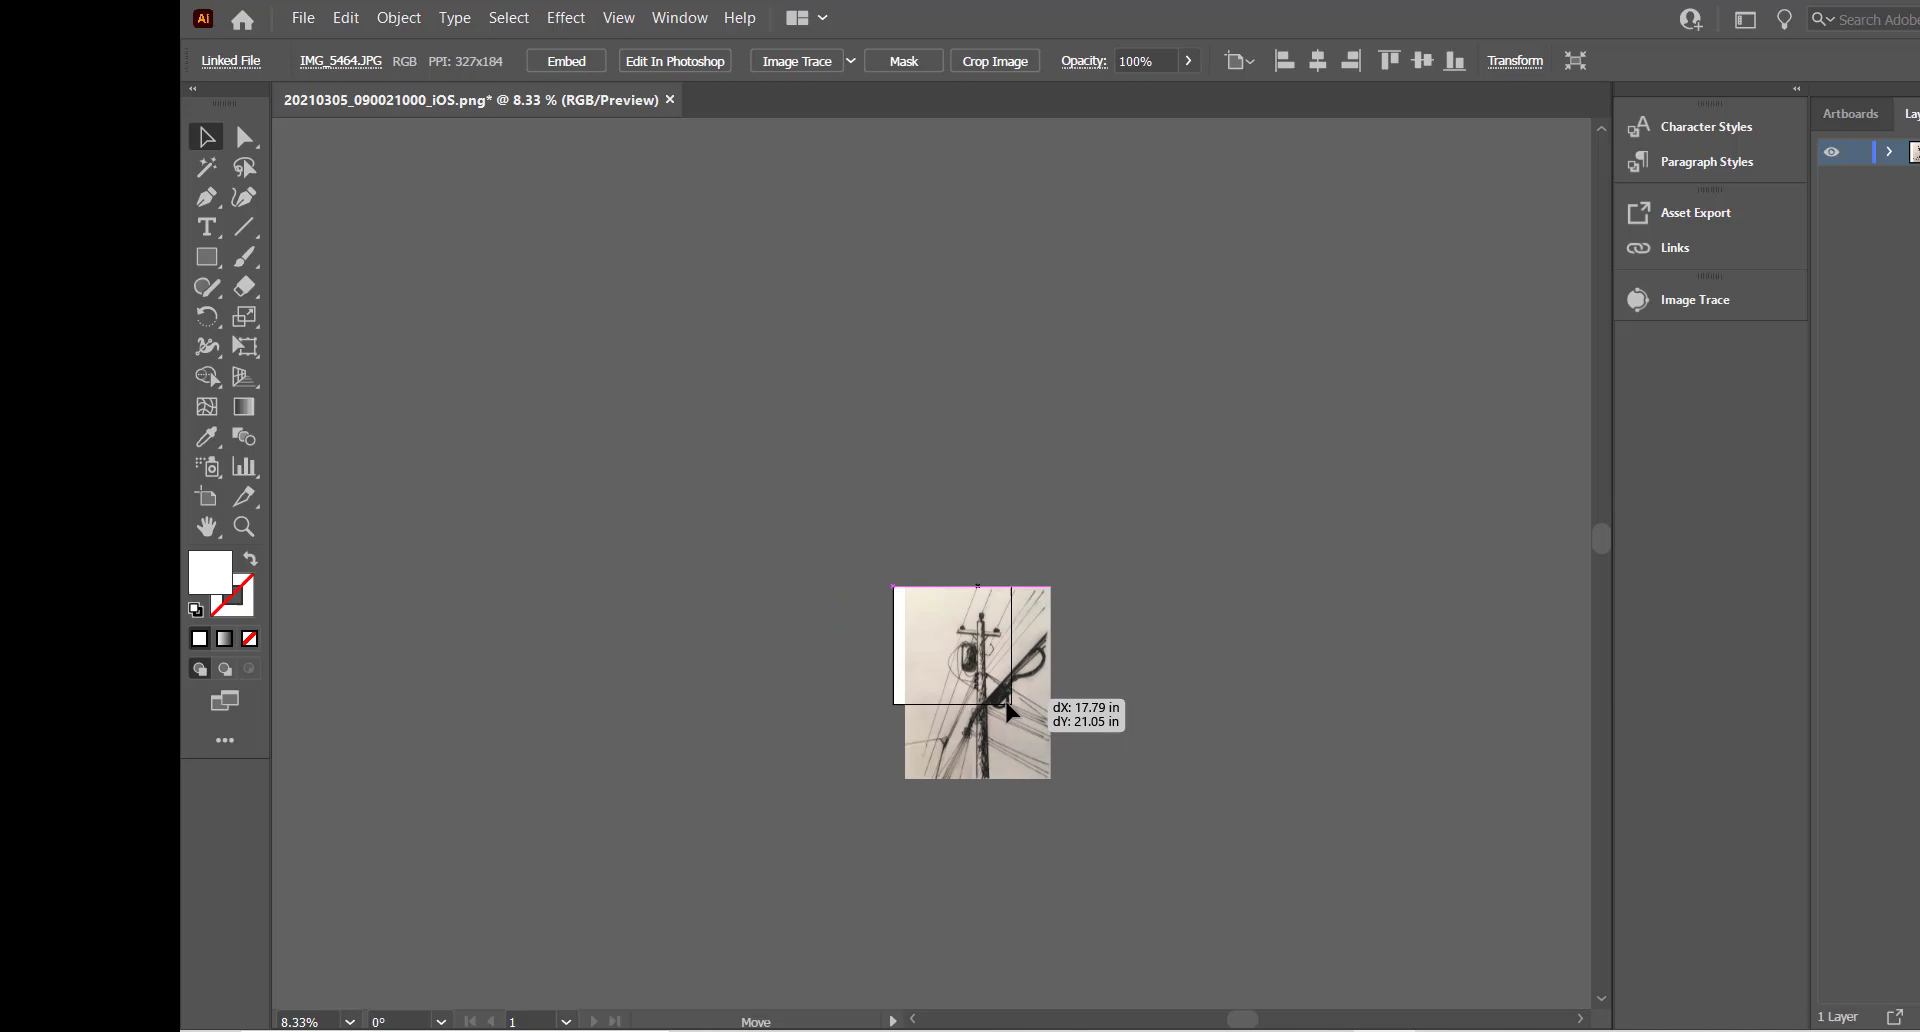 Ai File Edit Object Type Select Effect View Window Help Search Adobe
Linked File IMG_5464.JPG RGB PPI: 327x184 Embed Edit In Photoshop Image Trace Mask Crop Image Opacity: 100% Transform
20210305_090021000_iOS.png* @ 8.33 % (RGB/Preview) ×
Artboards Lay
Character Styles
Paragraph Styles
Asset Export
Links
Image Trace
dX: 17.79 in
dY: 21.05 in
8.33% 0° 1 Move 1 Layer